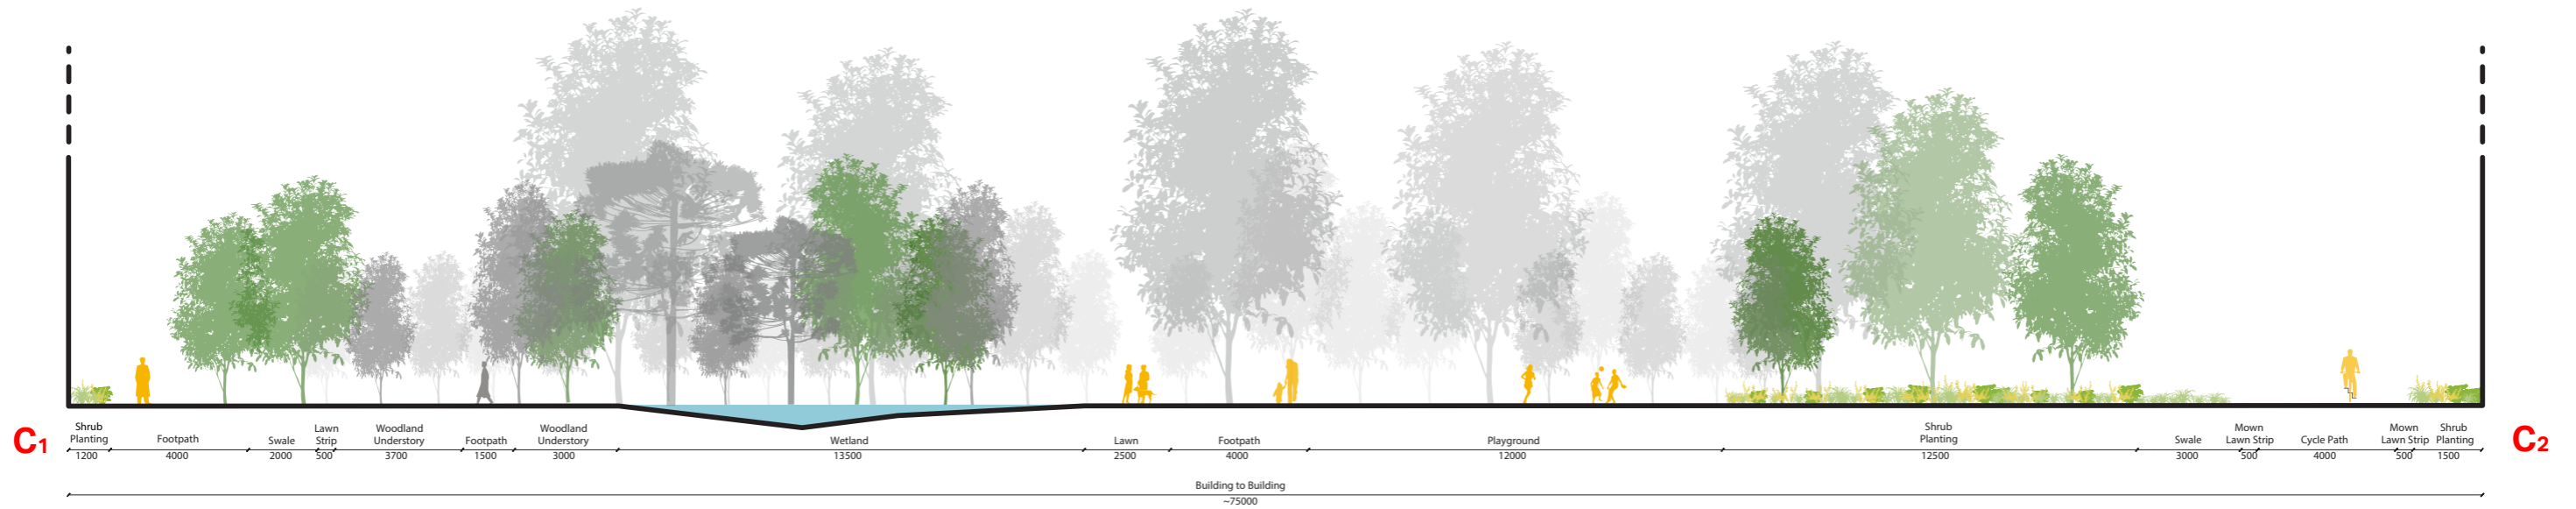 C1
Shrub
Planting
1200
Footpath
4000
Swale
2000
Lawn
Strip
500
Woodland
Understory
3700
Footpath
1500
Woodland
Understory
3000
Wetland
13500
Lawn
2500
Footpath
4000
Playground
12000
Shrub
Planting
12500
Swale
3000
Mown
Lawn Strip
500
Cycle Path
4000
Mown
Lawn Strip
500
Shrub
Planting
1500
C2
Building to Building
~75000